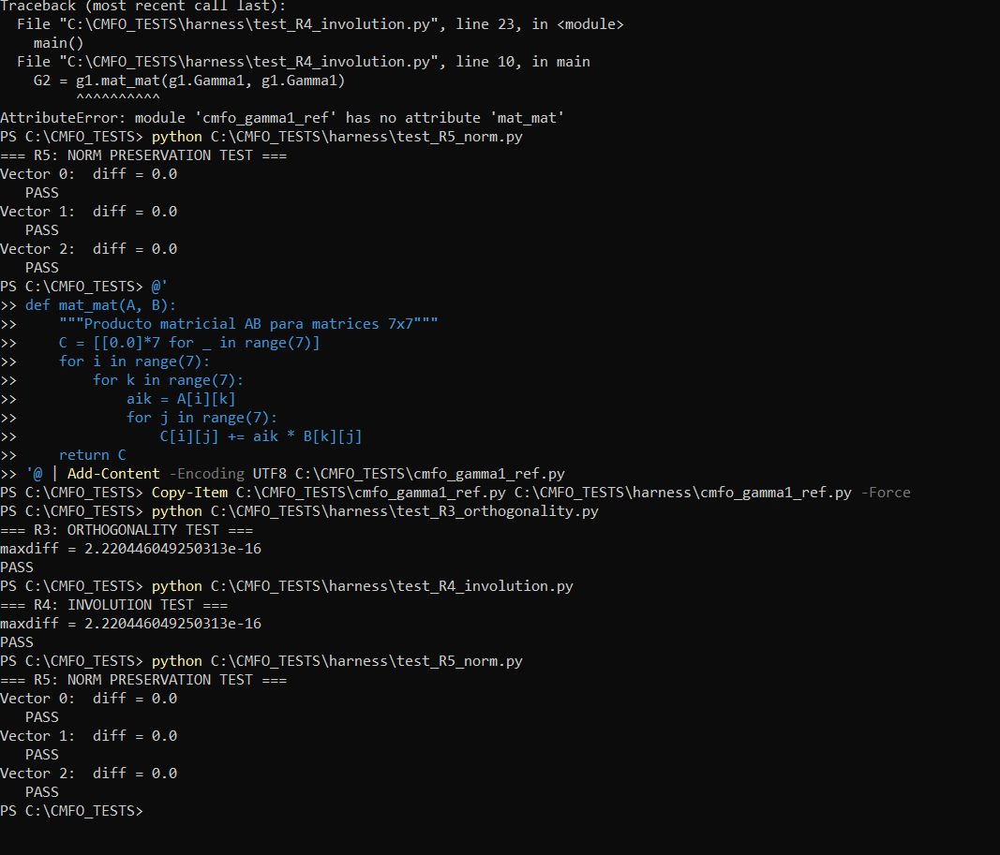 Traceback (most recent call last):
  File "C:\CMFO_TESTS\harness\test_R4_involution.py", line 23, in <module>
    main()
  File "C:\CMFO_TESTS\harness\test_R4_involution.py", line 10, in main
    G2 = g1.mat_mat(g1.Gamma1, g1.Gamma1)
         ^^^^^^^^^^
AttributeError: module 'cmfo_gamma1_ref' has no attribute 'mat_mat'
PS C:\CMFO_TESTS> python C:\CMFO_TESTS\harness\test_R5_norm.py
=== R5: NORM PRESERVATION TEST ===
Vector 0:  diff = 0.0
   PASS
Vector 1:  diff = 0.0
   PASS
Vector 2:  diff = 0.0
   PASS
PS C:\CMFO_TESTS> @'
>> def mat_mat(A, B):
>>     """Producto matricial AB para matrices 7x7"""
>>     C = [[0.0]*7 for _ in range(7)]
>>     for i in range(7):
>>         for k in range(7):
>>             aik = A[i][k]
>>             for j in range(7):
>>                 C[i][j] += aik * B[k][j]
>>     return C
>> '@ | Add-Content -Encoding UTF8 C:\CMFO_TESTS\cmfo_gamma1_ref.py
PS C:\CMFO_TESTS> Copy-Item C:\CMFO_TESTS\cmfo_gamma1_ref.py C:\CMFO_TESTS\harness\cmfo_gamma1_ref.py -Force
PS C:\CMFO_TESTS> python C:\CMFO_TESTS\harness\test_R3_orthogonality.py
=== R3: ORTHOGONALITY TEST ===
maxdiff = 2.220446049250313e-16
PASS
PS C:\CMFO_TESTS> python C:\CMFO_TESTS\harness\test_R4_involution.py
=== R4: INVOLUTION TEST ===
maxdiff = 2.220446049250313e-16
PASS
PS C:\CMFO_TESTS> python C:\CMFO_TESTS\harness\test_R5_norm.py
=== R5: NORM PRESERVATION TEST ===
Vector 0:  diff = 0.0
   PASS
Vector 1:  diff = 0.0
   PASS
Vector 2:  diff = 0.0
   PASS
PS C:\CMFO_TESTS>